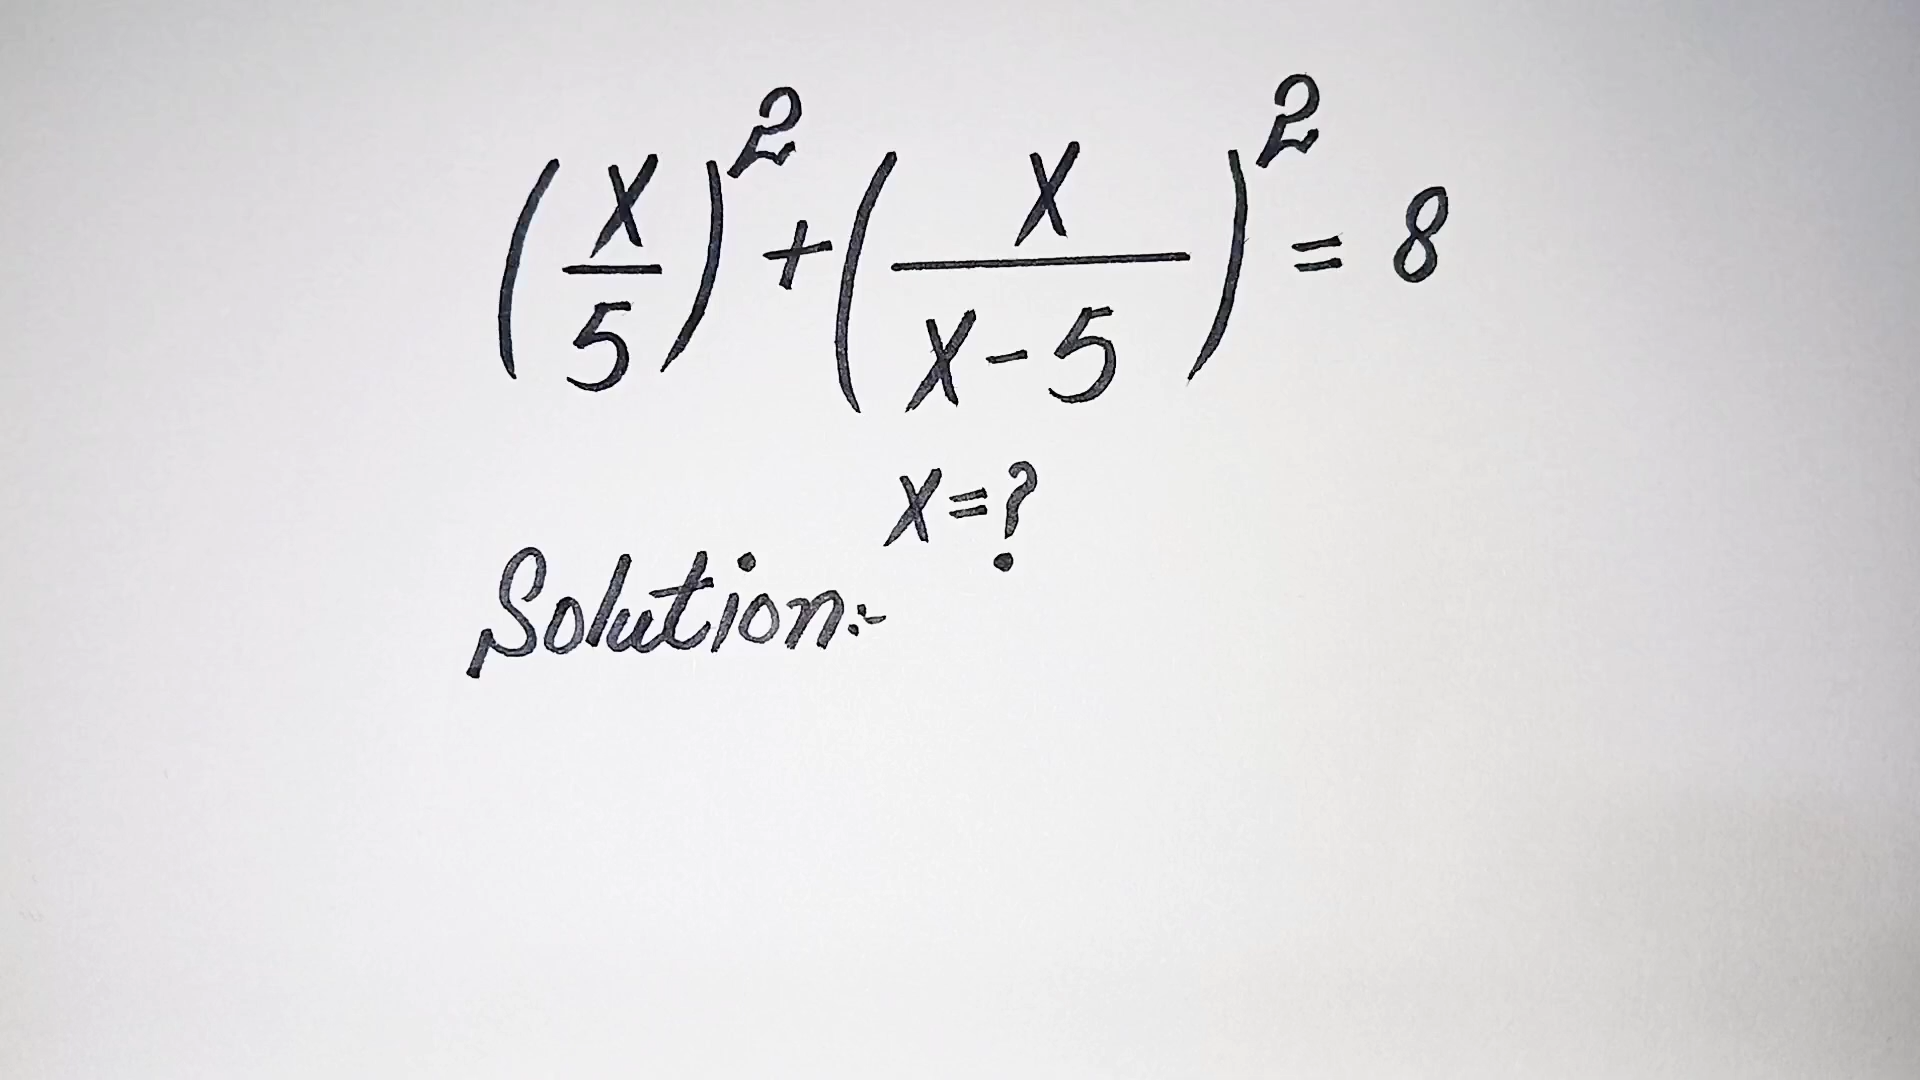 (x/5)² + (x/(x-5))² = 8
x=?
Solution:-